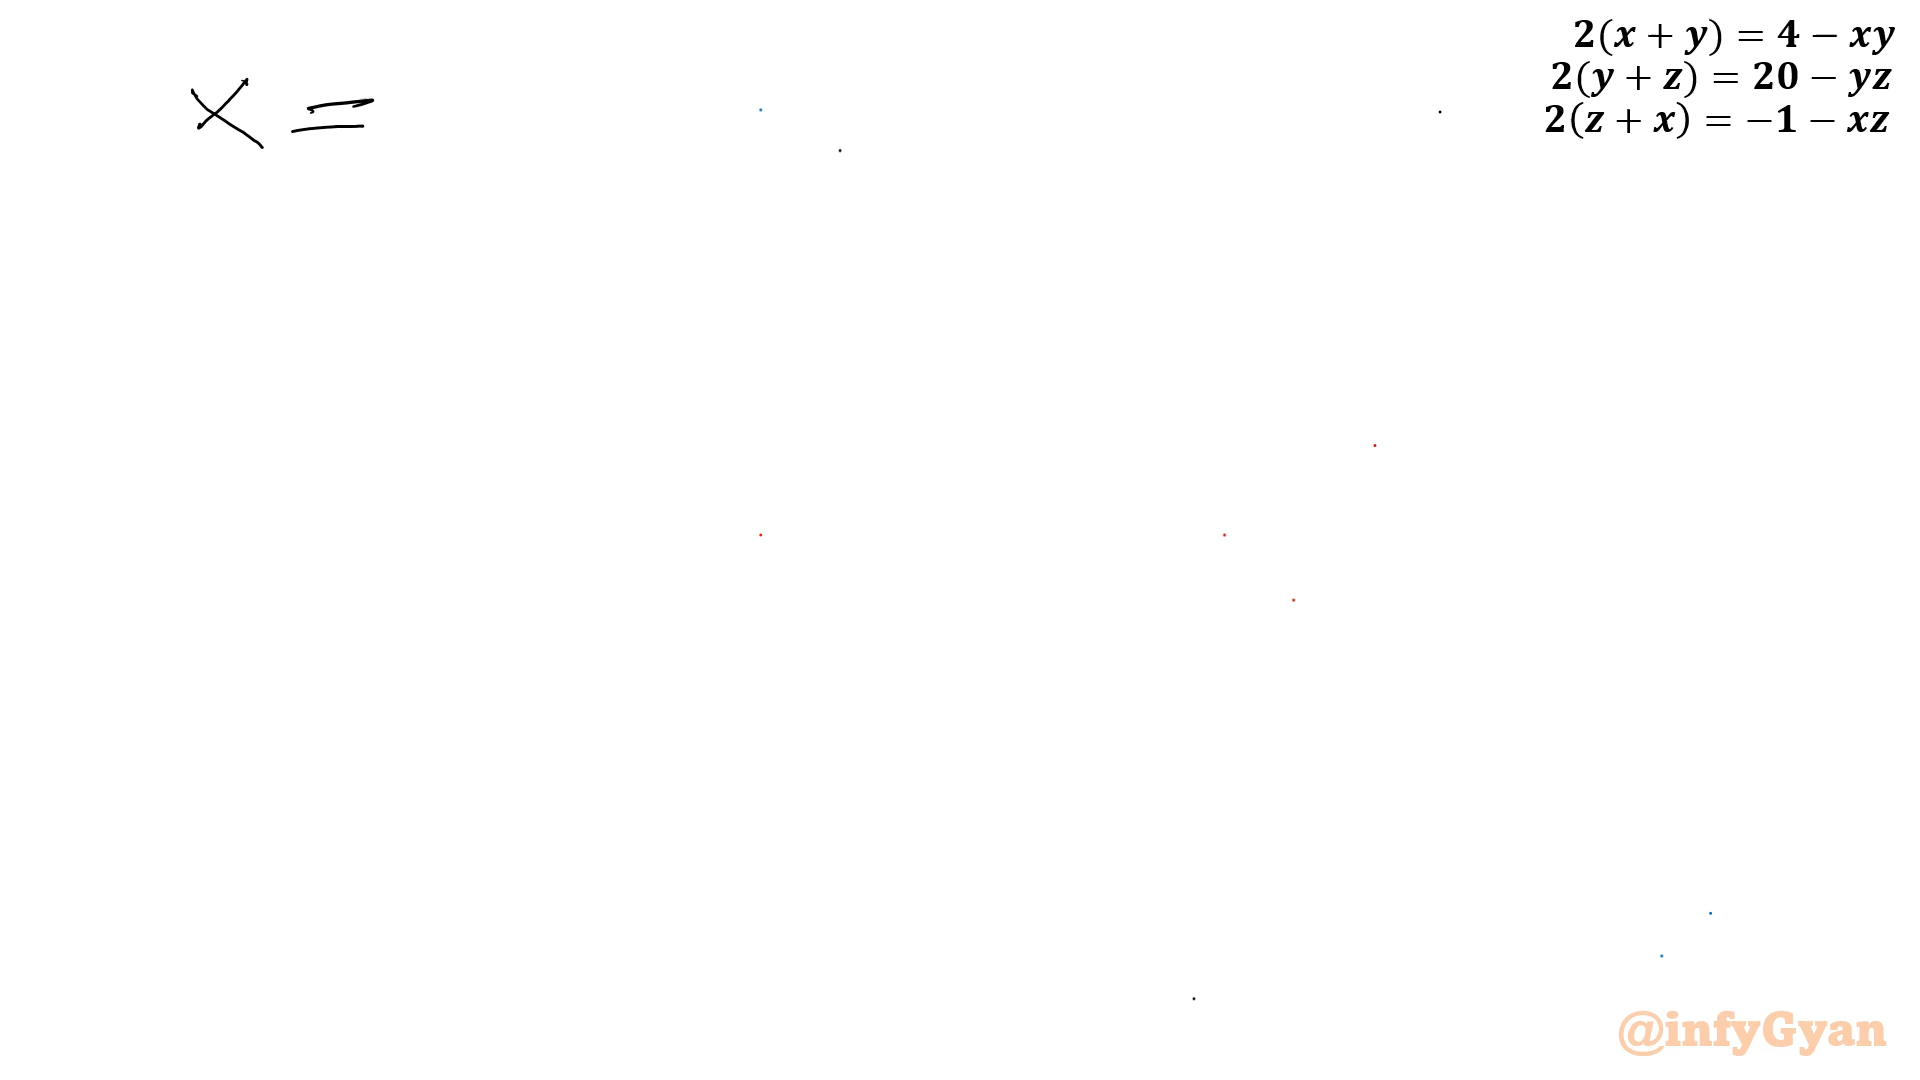 2(x + y) = 4 − xy
2(y + z) = 20 − yz
2(z + x) = −1 − xz
x =
@infyGyan